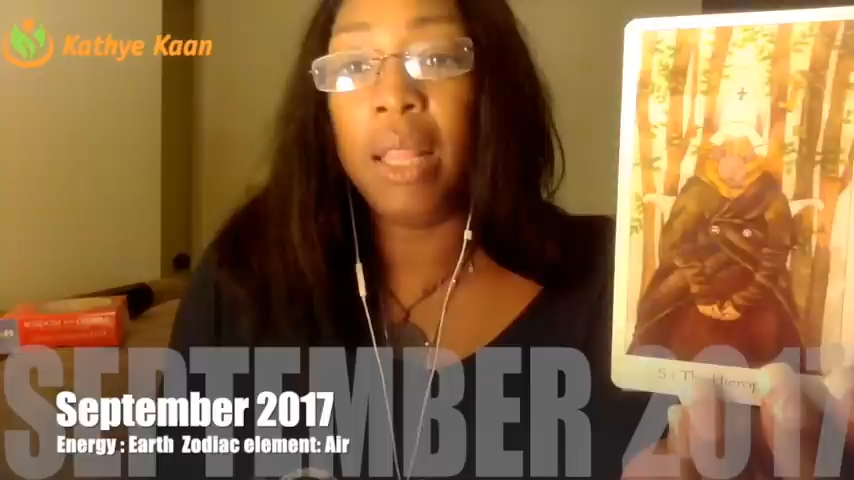 Kathye Kaan
SEPTEMBER 2017
September 2017
Energy : Earth Zodiac element: Air
5 : The Hierop